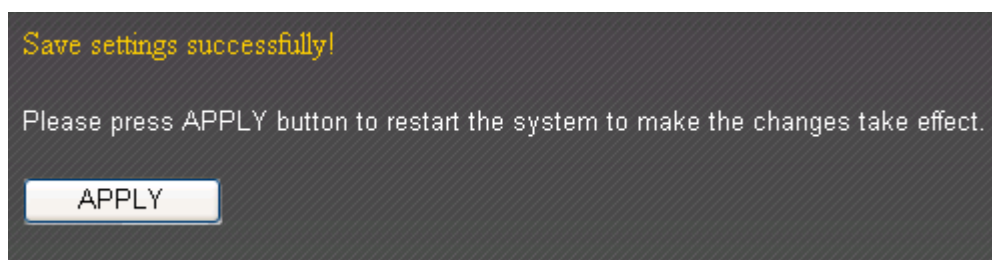 Save settings successfully!
Please press APPLY button to restart the system to make the changes take effect.
APPLY